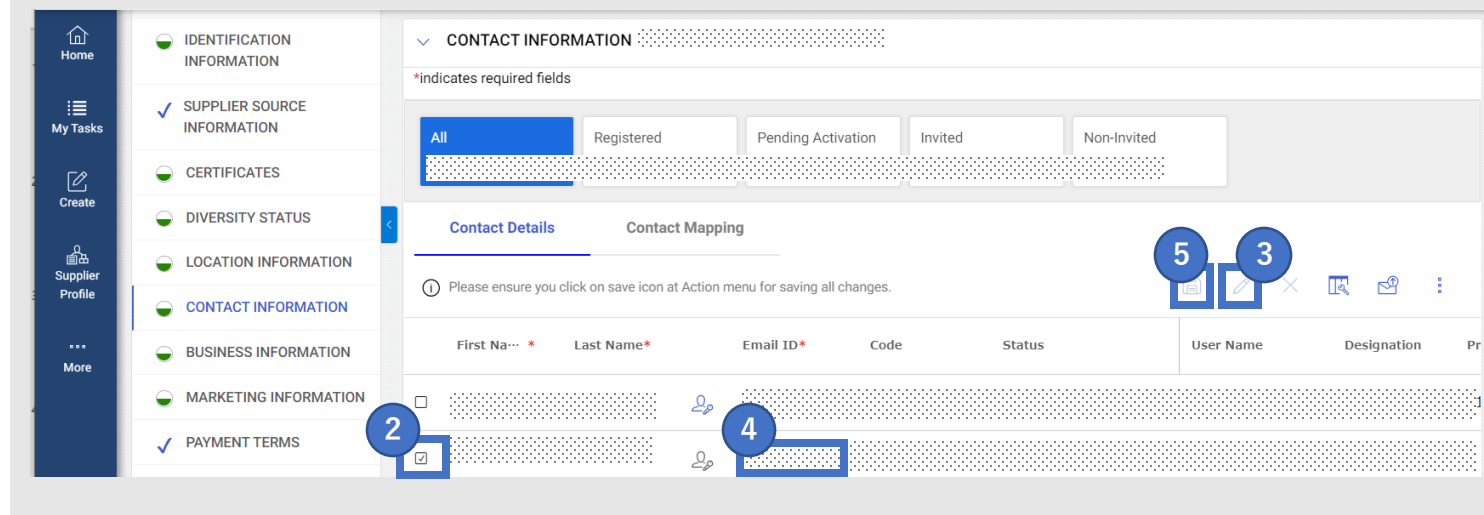 Home
My Tasks
Create
Supplier
Profile
More
IDENTIFICATION
INFORMATION
SUPPLIER SOURCE
INFORMATION
CERTIFICATES
DIVERSITY STATUS
LOCATION INFORMATION
CONTACT INFORMATION
BUSINESS INFORMATION
MARKETING INFORMATION
PAYMENT TERMS
CONTACT INFORMATION
*indicates required fields
All Registered Pending Activation Invited Non-Invited
Contact Details Contact Mapping
5 3
Please ensure you click on save icon at Action menu for saving all changes.
First Na··· * Last Name* Email ID* Code Status User Name Designation Pr
1
2 4